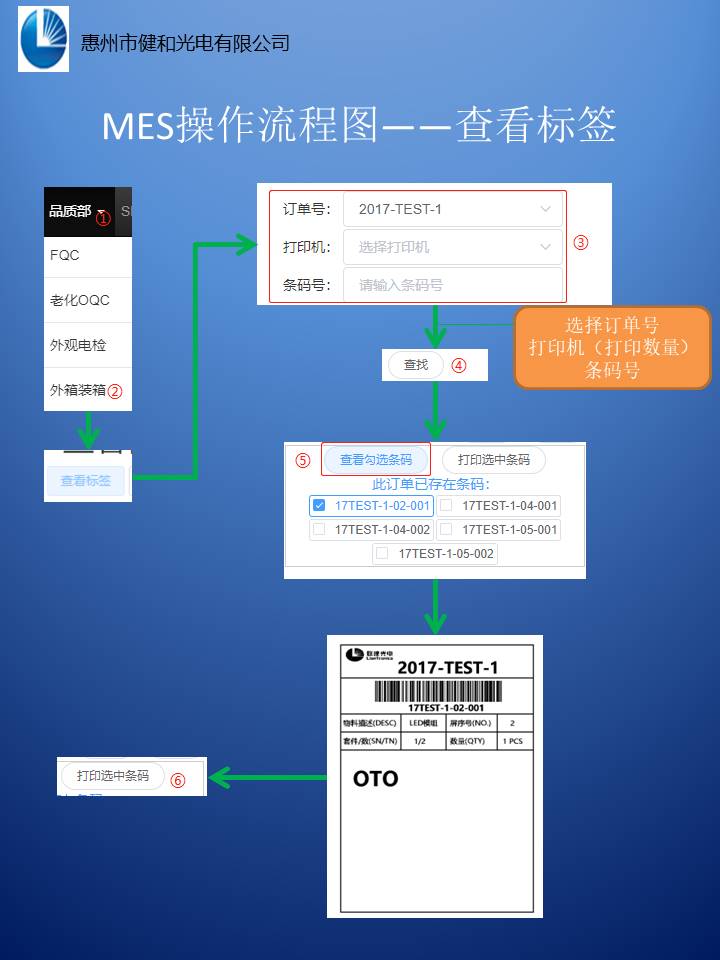 惠州市健和光电有限公司
MES操作流程图——查看标签
品质部 ①
FQC
老化OQC
外观电检
外箱装箱②
查看标签
订单号: 2017-TEST-1
打印机: 选择打印机
条码号: 请输入条码号
③
选择订单号
打印机（打印数量）
条码号
查找 ④
⑤ 查看勾选条码 打印选中条码
此订单已存在条码:
17TEST-1-02-001 17TEST-1-04-001
17TEST-1-04-002 17TEST-1-05-001
17TEST-1-05-002
2017-TEST-1
17TEST-1-02-001
物料描述(DESC) LED模组 屏序号(NO.) 2
套件/数(SN/TN) 1/2 数量(QTY) 1 PCS
OTO
打印选中条码 ⑥